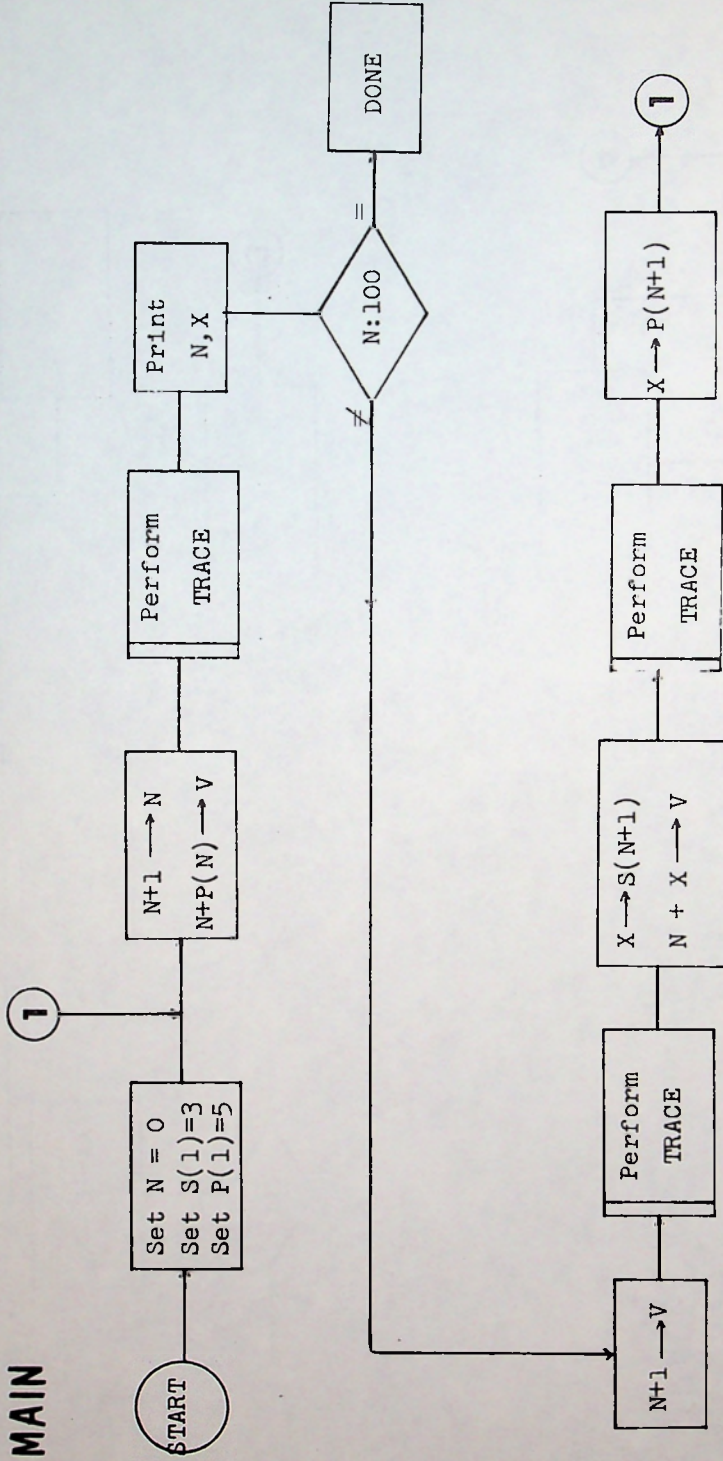 MAIN
START
Set N = 0
Set S(1)=3
Set P(1)=5
1
N+1 ⟶ N
N+P(N) ⟶ V
Perform
TRACE
Print
N,X
N:100
=
DONE
≠
N+1 ⟶ V
Perform
TRACE
X ⟶ S(N+1)
N + X ⟶ V
Perform
TRACE
X ⟶ P(N+1)
1